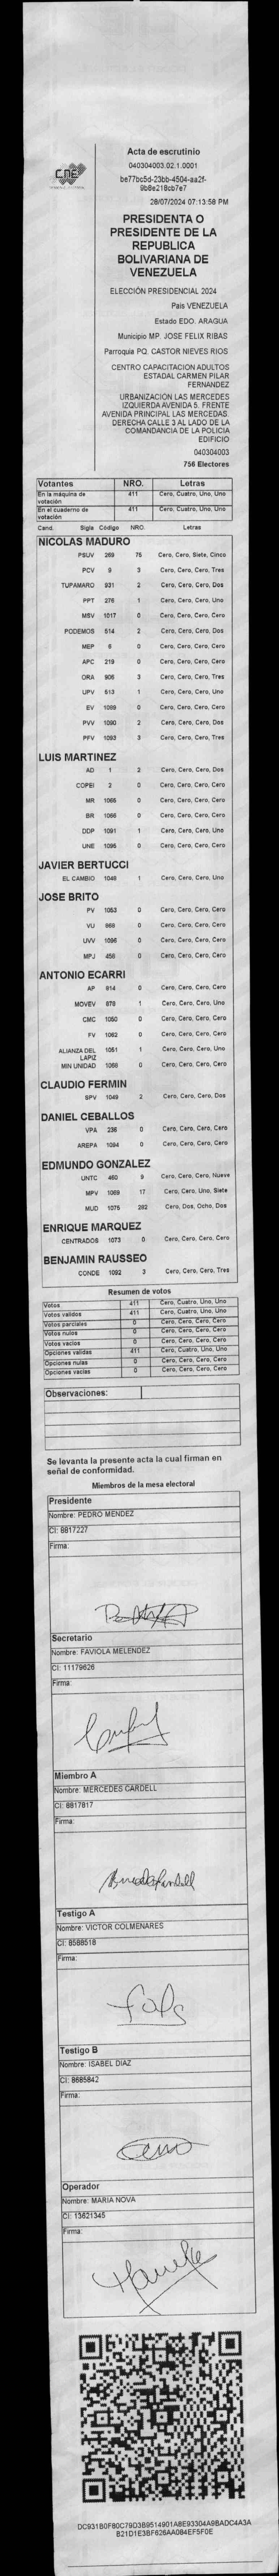 CNE
Acta de escrutinio
040304003.02.1.0001
be77bc5d-23bb-4504-aa2f-
9b8e218cb7e7
28/07/2024 07:13:58 PM
PRESIDENTA O
PRESIDENTE DE LA
REPUBLICA
BOLIVARIANA DE
VENEZUELA
ELECCIÓN PRESIDENCIAL 2024
País VENEZUELA
Estado EDO. ARAGUA
Municipio MP. JOSE FELIX RIBAS
Parroquia PQ. CASTOR NIEVES RIOS
CENTRO CAPACITACION ADULTOS
ESTADAL CARMEN PILAR
FERNANDEZ
URBANIZACIÓN LAS MERCEDES
IZQUIERDA AVENIDA 5. FRENTE
AVENIDA PRINCIPAL LAS MERCEDAS.
DERECHA CALLE 3 AL LADO DE LA
COMANDANCIA DE LA POLICIA
EDIFICIO
040304003
756 Electores
Votantes NRO. Letras
En la máquina de votación 411 Cero, Cuatro, Uno, Uno
En el cuaderno de votación 411 Cero, Cuatro, Uno, Uno
Cand. Sigla Código NRO. Letras
NICOLAS MADURO
PSUV 269 75 Cero, Cero, Siete, Cinco
PCV 9 3 Cero, Cero, Cero, Tres
TUPAMARO 931 2 Cero, Cero, Cero, Dos
PPT 276 1 Cero, Cero, Cero, Uno
MSV 1017 0 Cero, Cero, Cero, Cero
PODEMOS 514 2 Cero, Cero, Cero, Dos
MEP 6 0 Cero, Cero, Cero, Cero
APC 219 0 Cero, Cero, Cero, Cero
ORA 906 3 Cero, Cero, Cero, Tres
UPV 513 1 Cero, Cero, Cero, Uno
EV 1089 0 Cero, Cero, Cero, Cero
PVV 1090 2 Cero, Cero, Cero, Dos
PFV 1093 3 Cero, Cero, Cero, Tres
LUIS MARTINEZ
AD 1 2 Cero, Cero, Cero, Dos
COPEI 2 0 Cero, Cero, Cero, Cero
MR 1065 0 Cero, Cero, Cero, Cero
BR 1066 0 Cero, Cero, Cero, Cero
DDP 1091 1 Cero, Cero, Cero, Uno
UNE 1095 0 Cero, Cero, Cero, Cero
JAVIER BERTUCCI
EL CAMBIO 1048 1 Cero, Cero, Cero, Uno
JOSE BRITO
PV 1053 0 Cero, Cero, Cero, Cero
VU 868 0 Cero, Cero, Cero, Cero
UVV 1096 0 Cero, Cero, Cero, Cero
MPJ 456 0 Cero, Cero, Cero, Cero
ANTONIO ECARRI
AP 914 0 Cero, Cero, Cero, Cero
MOVEV 878 1 Cero, Cero, Cero, Uno
CMC 1050 0 Cero, Cero, Cero, Cero
FV 1062 0 Cero, Cero, Cero, Cero
ALIANZA DEL LAPIZ 1051 1 Cero, Cero, Cero, Uno
MIN UNIDAD 1058 0 Cero, Cero, Cero, Cero
CLAUDIO FERMIN
SPV 1049 2 Cero, Cero, Cero, Dos
DANIEL CEBALLOS
VPA 236 0 Cero, Cero, Cero, Cero
AREPA 1094 0 Cero, Cero, Cero, Cero
EDMUNDO GONZALEZ
UNTC 460 9 Cero, Cero, Cero, Nueve
MPV 1069 17 Cero, Cero, Uno, Siete
MUD 1075 282 Cero, Dos, Ocho, Dos
ENRIQUE MARQUEZ
CENTRADOS 1073 0 Cero, Cero, Cero, Cero
BENJAMIN RAUSSEO
CONDE 1092 3 Cero, Cero, Cero, Tres
Resumen de votos
Votos 411 Cero, Cuatro, Uno, Uno
Votos validos 411 Cero, Cuatro, Uno, Uno
Votos parciales 0 Cero, Cero, Cero, Cero
Votos nulos 0 Cero, Cero, Cero, Cero
Votos vacios 0 Cero, Cero, Cero, Cero
Opciones validas 411 Cero, Cuatro, Uno, Uno
Opciones nulas 0 Cero, Cero, Cero, Cero
Opciones vacias 0 Cero, Cero, Cero, Cero
Observaciones:
Se levanta la presente acta la cual firman en
señal de conformidad.
Miembros de la mesa electoral
Presidente
Nombre: PEDRO MENDEZ
CI: 8817227
Firma:
Secretario
Nombre: FAVIOLA MELENDEZ
CI: 11179626
Firma:
Miembro A
Nombre: MERCEDES CARDELL
CI: 8817817
Firma:
Testigo A
Nombre: VICTOR COLMENARES
CI: 8588518
Firma:
Testigo B
Nombre: ISABEL DIAZ
CI: 8685842
Firma:
Operador
Nombre: MARIA NOVA
CI: 13621345
Firma:
DC931B0F60C79D3B9514901A8E93304A9BADC4A3A
B21D1E3BF626AA084EF5F0E